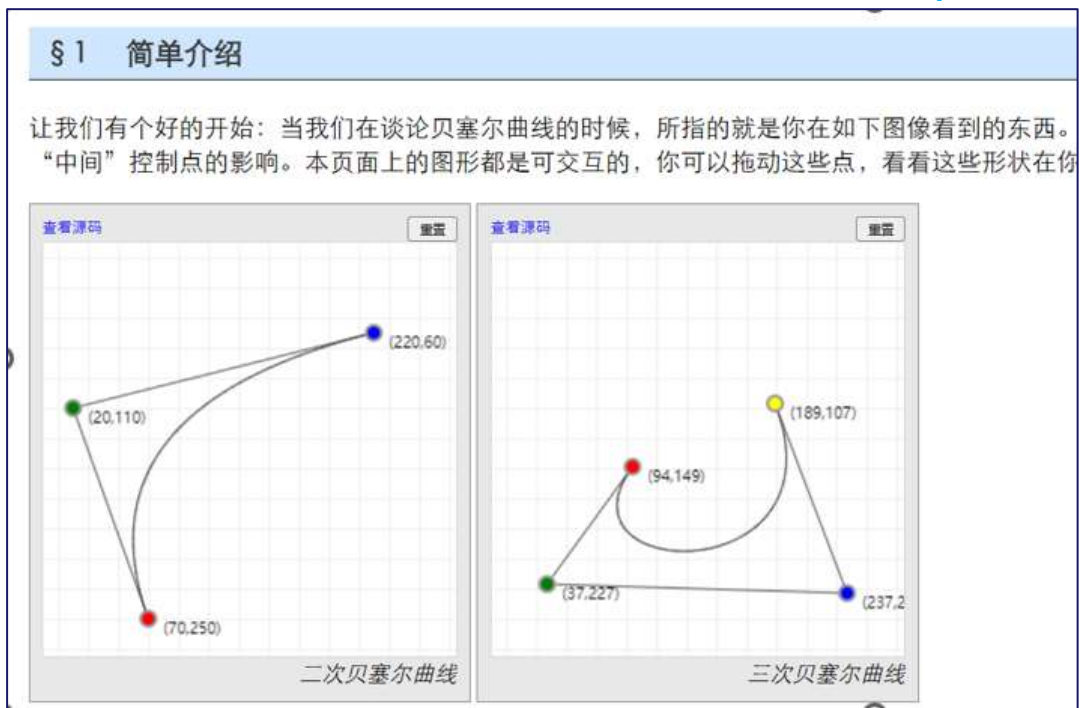 §1 简单介绍
让我们有个好的开始：当我们在谈论贝塞尔曲线的时候，所指的就是你在如下图像看到的东西。
“中间”控制点的影响。本页面上的图形都是可交互的，你可以拖动这些点，看看这些形状在你
查看源码 重置
(220,60)
(20,110)
(70,250)
二次贝塞尔曲线
查看源码 重置
(189,107)
(94,149)
(37,227)
(237,2
三次贝塞尔曲线